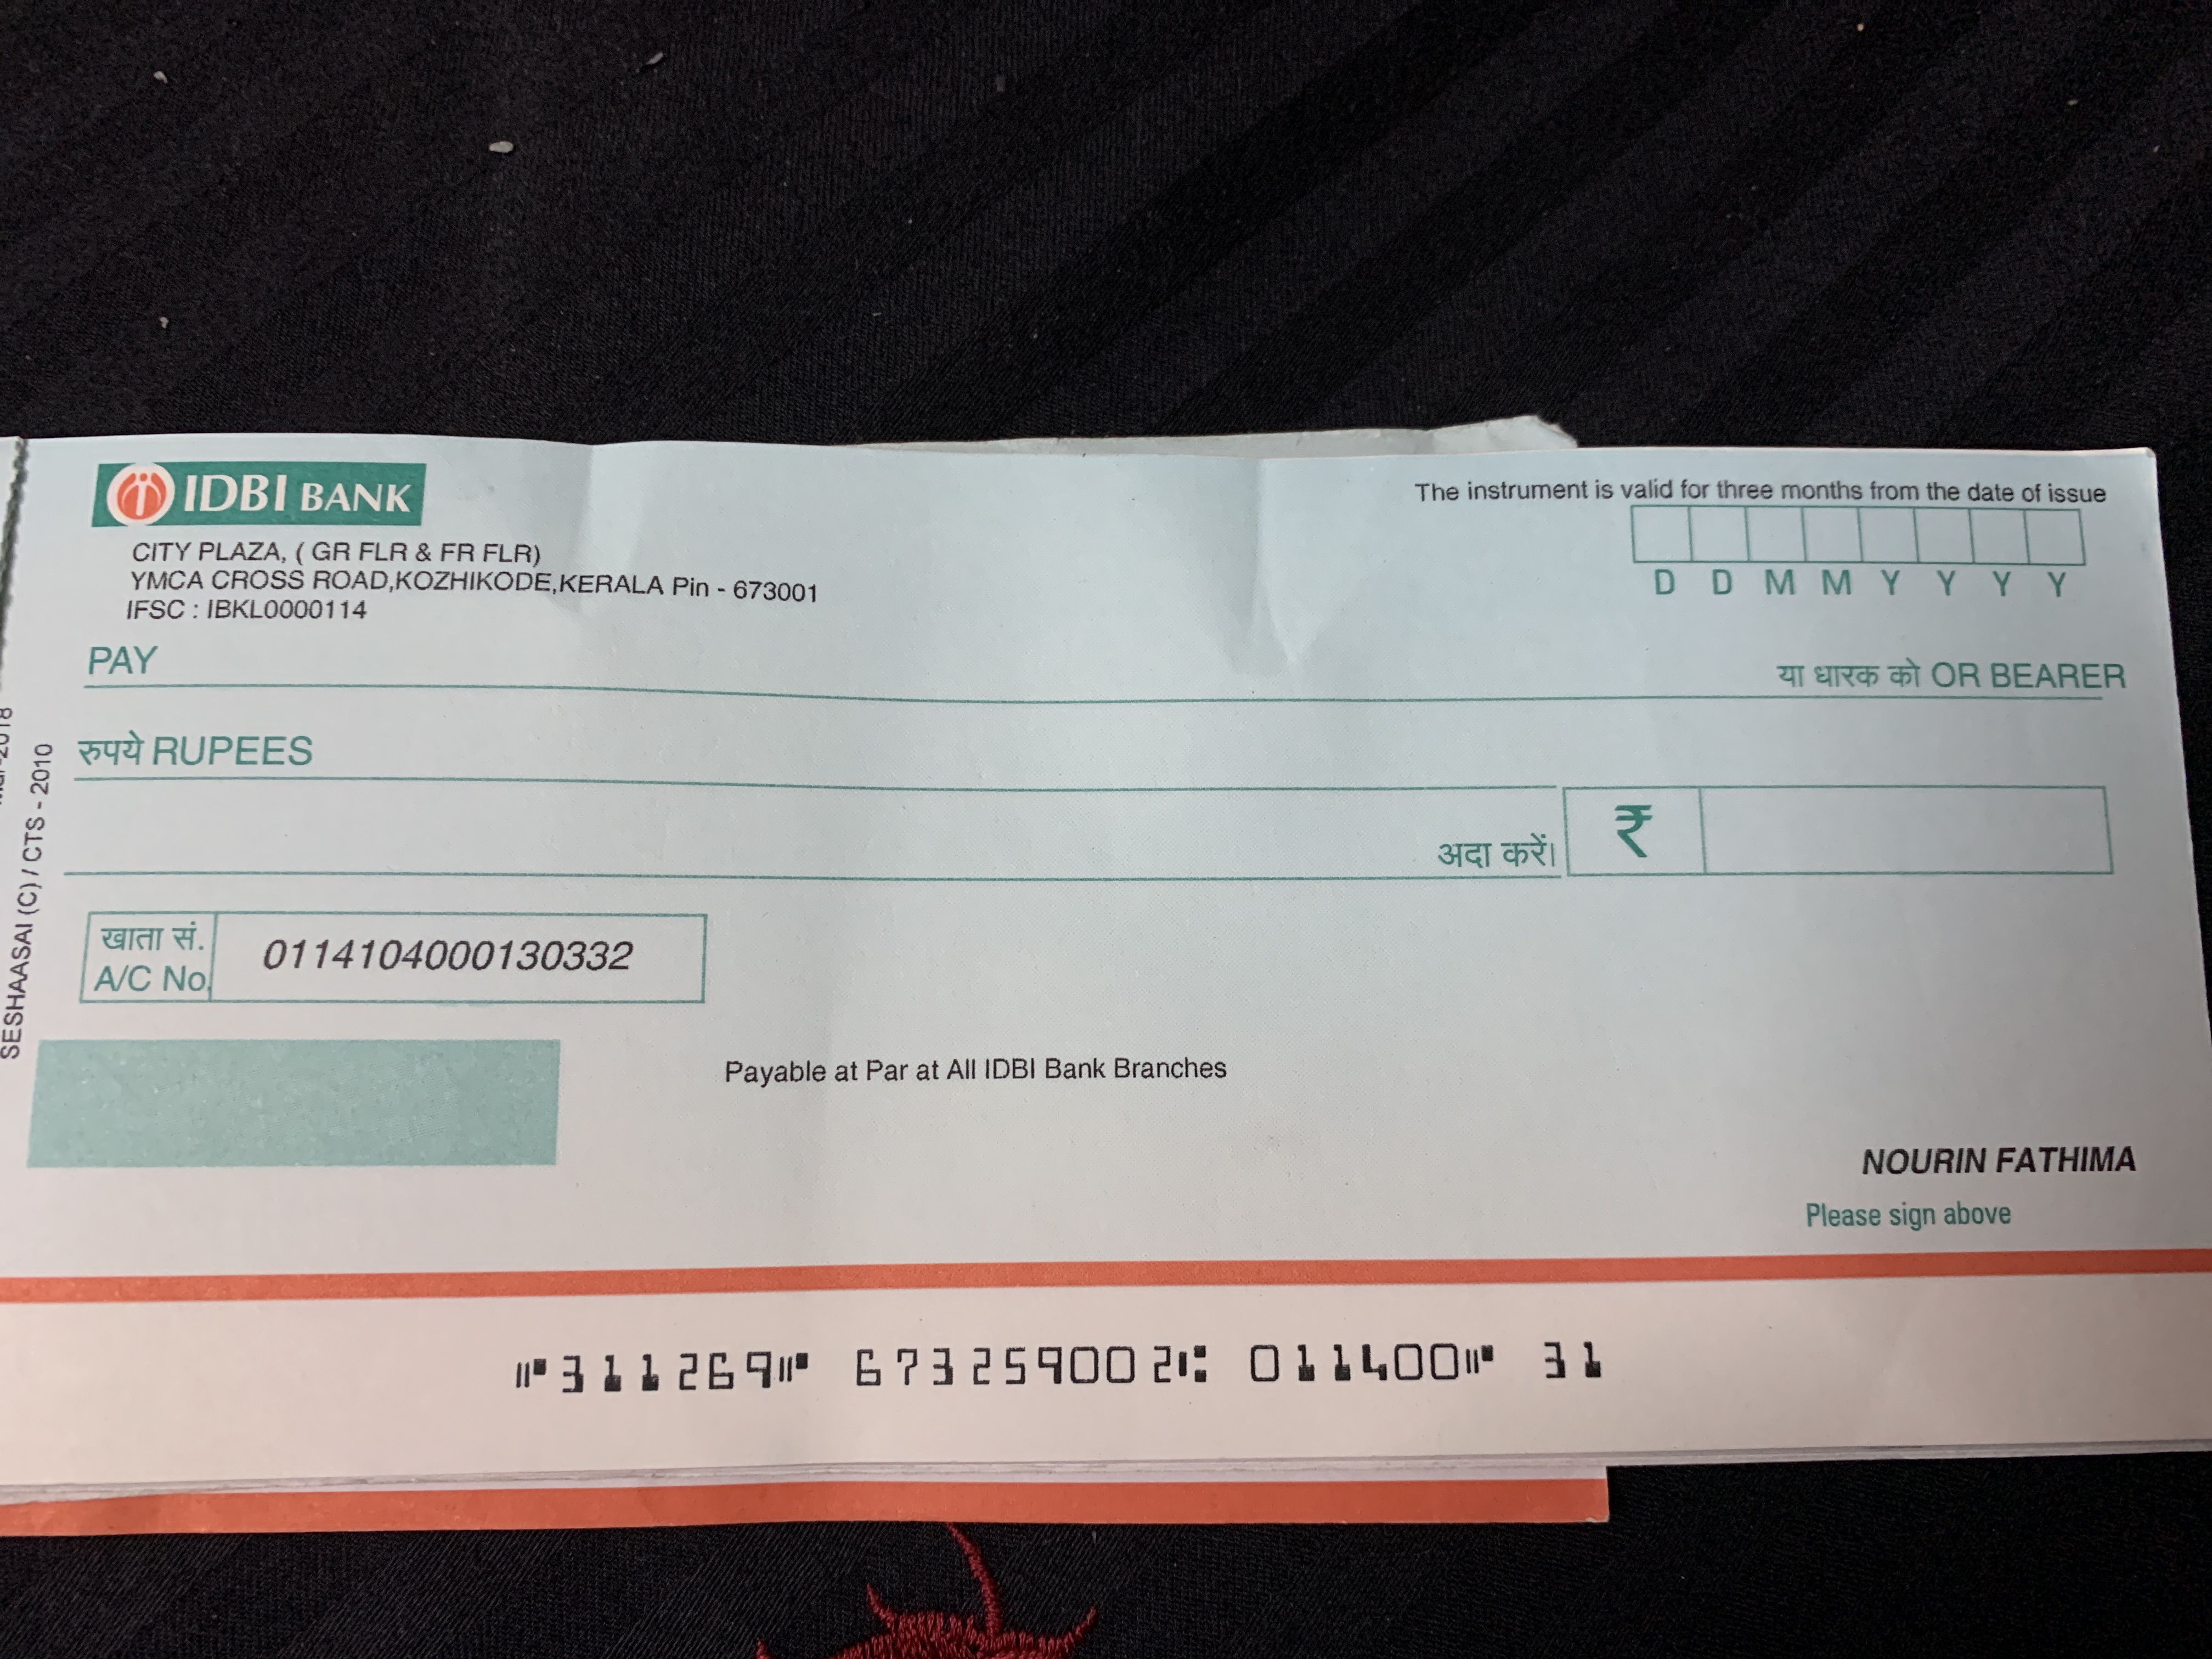 IDBI BANK
CITY PLAZA, ( GR FLR & FR FLR)
YMCA CROSS ROAD,KOZHIKODE,KERALA Pin - 673001
IFSC : IBKL0000114
The instrument is valid for three months from the date of issue
D D M M Y Y Y Y
PAY
या धारक को OR BEARER
रुपये RUPEES
अदा करें।
₹
खाता सं.
A/C No.
0114104000130332
SESHAASAI (C) / CTS - 2010
Payable at Par at All IDBI Bank Branches
NOURIN FATHIMA
Please sign above
⑈311269⑈ 673259002⑆ 011400⑈ 31